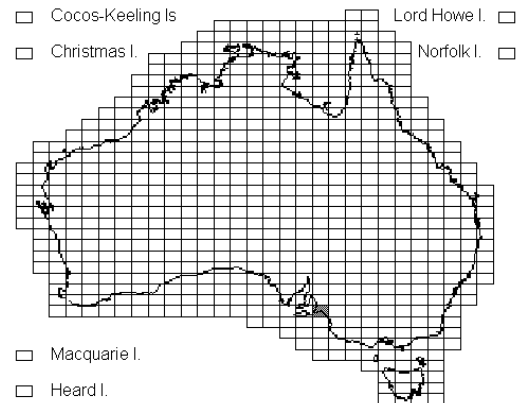 Cocos-Keeling Is
Lord Howe I.
Christmas I.
Norfolk I.
Macquarie I.
Heard I.